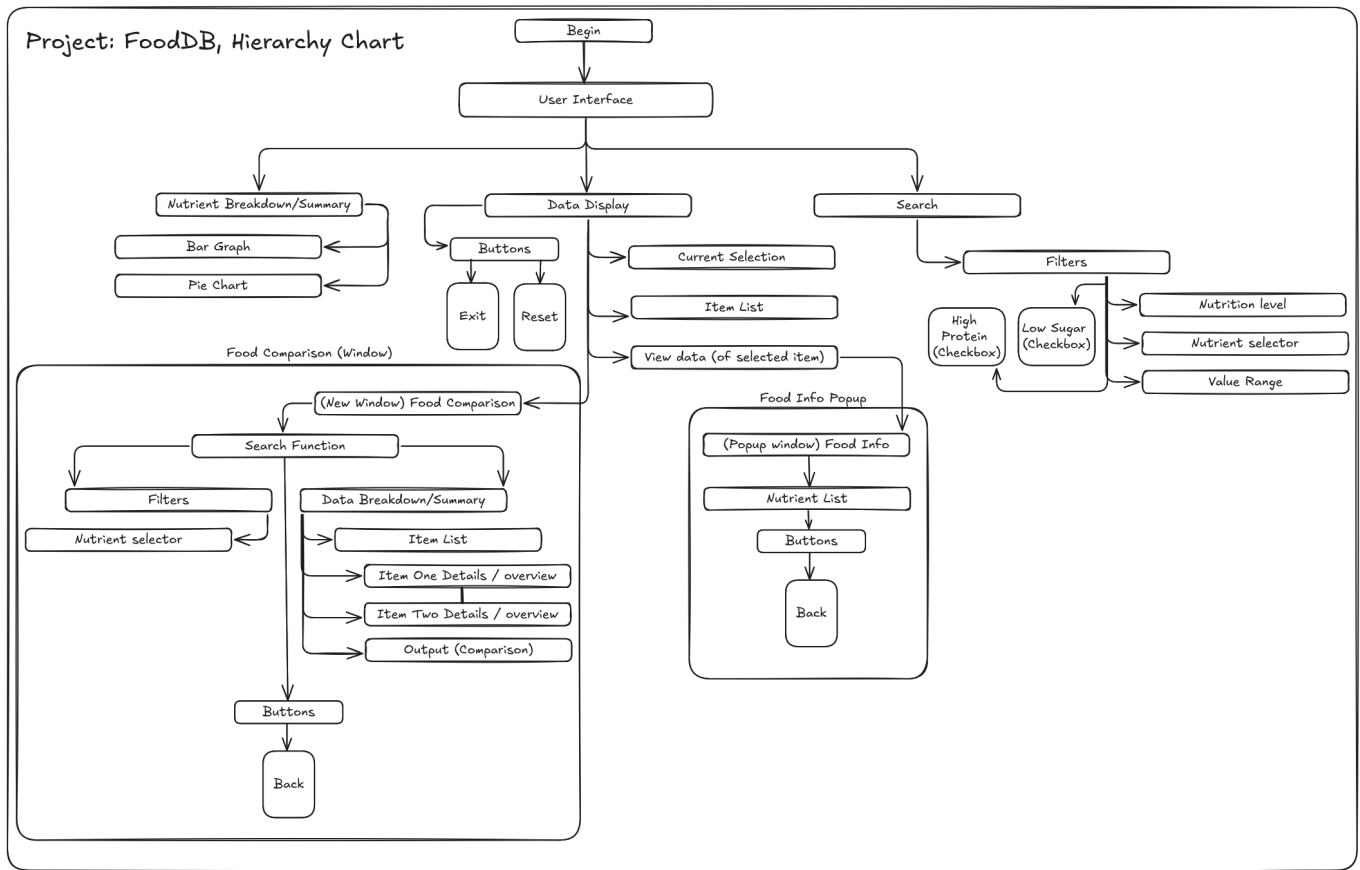 Project: FoodDB, Hierarchy Chart
Begin
User Interface
Nutrient Breakdown/Summary
Data Display
Search
Bar Graph
Buttons
Current Selection
Filters
Pie Chart
Exit
Reset
Item List
High
Protein
(Checkbox)
Low Sugar
(Checkbox)
Nutrition level
Nutrient selector
Value Range
View data (of selected item)
Food Comparison (Window)
(New Window) Food Comparison
Search Function
Filters
Data Breakdown/Summary
Nutrient selector
Item List
Item One Details / overview
Item Two Details / overview
Output (Comparison)
Buttons
Back
Food Info Popup
(Popup window) Food Info
Nutrient List
Buttons
Back